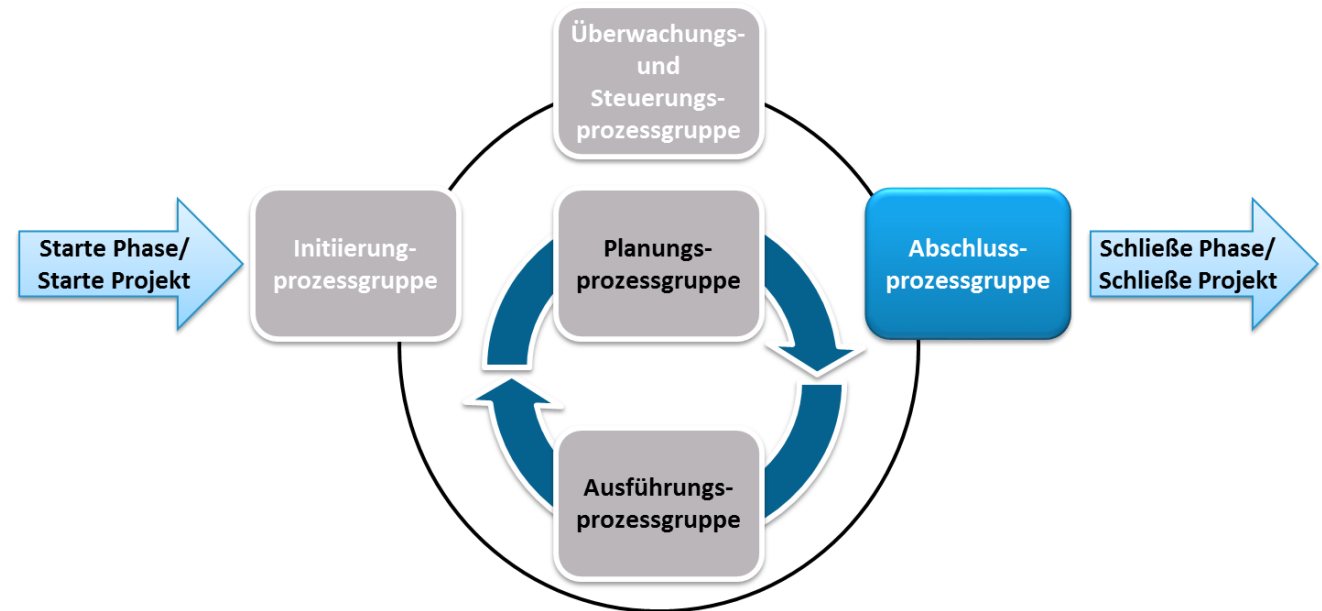 Überwachungs-
und
Steuerungs-
prozessgruppe
Starte Phase/
Starte Projekt
Initiierung-
prozessgruppe
Planungs-
prozessgruppe
Abschluss-
prozessgruppe
Schließe Phase/
Schließe Projekt
Ausführungs-
prozessgruppe